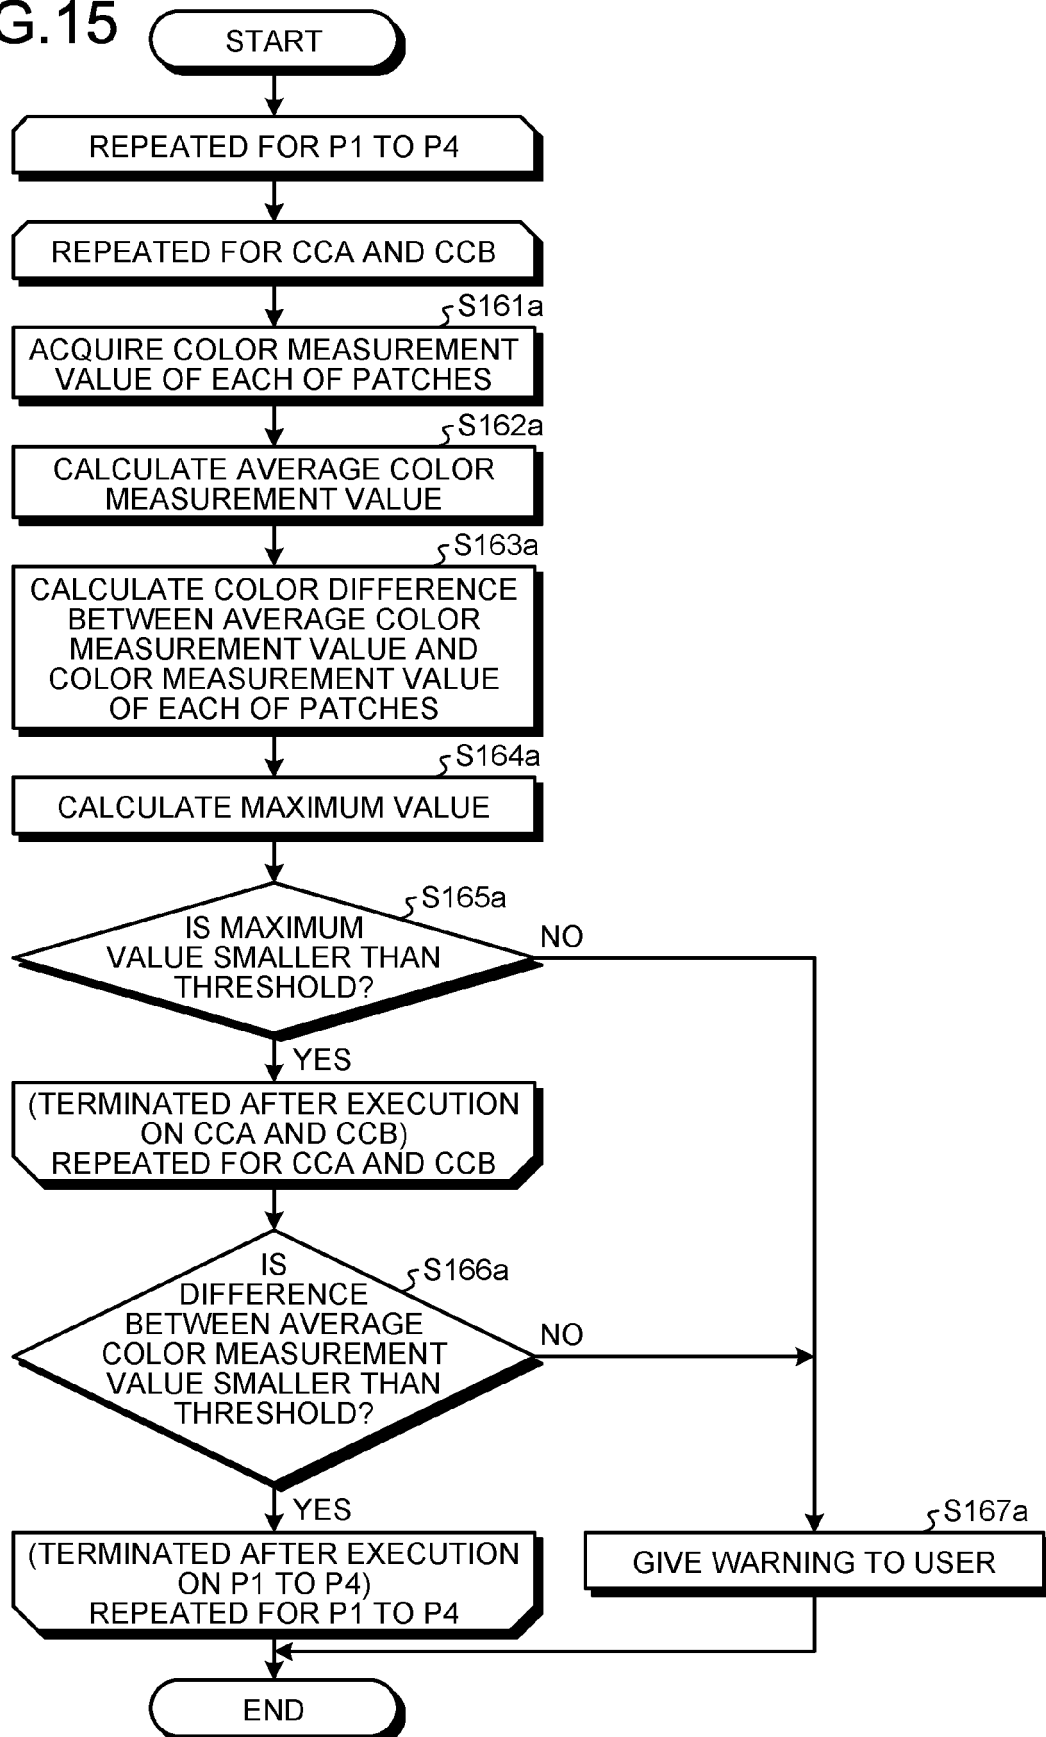 G.15
START
REPEATED FOR P1 TO P4
REPEATED FOR CCA AND CCB
S161a
ACQUIRE COLOR MEASUREMENT
VALUE OF EACH OF PATCHES
S162a
CALCULATE AVERAGE COLOR
MEASUREMENT VALUE
S163a
CALCULATE COLOR DIFFERENCE
BETWEEN AVERAGE COLOR
MEASUREMENT VALUE AND
COLOR MEASUREMENT VALUE
OF EACH OF PATCHES
S164a
CALCULATE MAXIMUM VALUE
S165a
IS MAXIMUM
VALUE SMALLER THAN
THRESHOLD?
NO
YES
(TERMINATED AFTER EXECUTION
ON CCA AND CCB)
REPEATED FOR CCA AND CCB
S166a
IS
DIFFERENCE
BETWEEN AVERAGE
COLOR MEASUREMENT
VALUE SMALLER THAN
THRESHOLD?
NO
YES
(TERMINATED AFTER EXECUTION
ON P1 TO P4)
REPEATED FOR P1 TO P4
S167a
GIVE WARNING TO USER
END